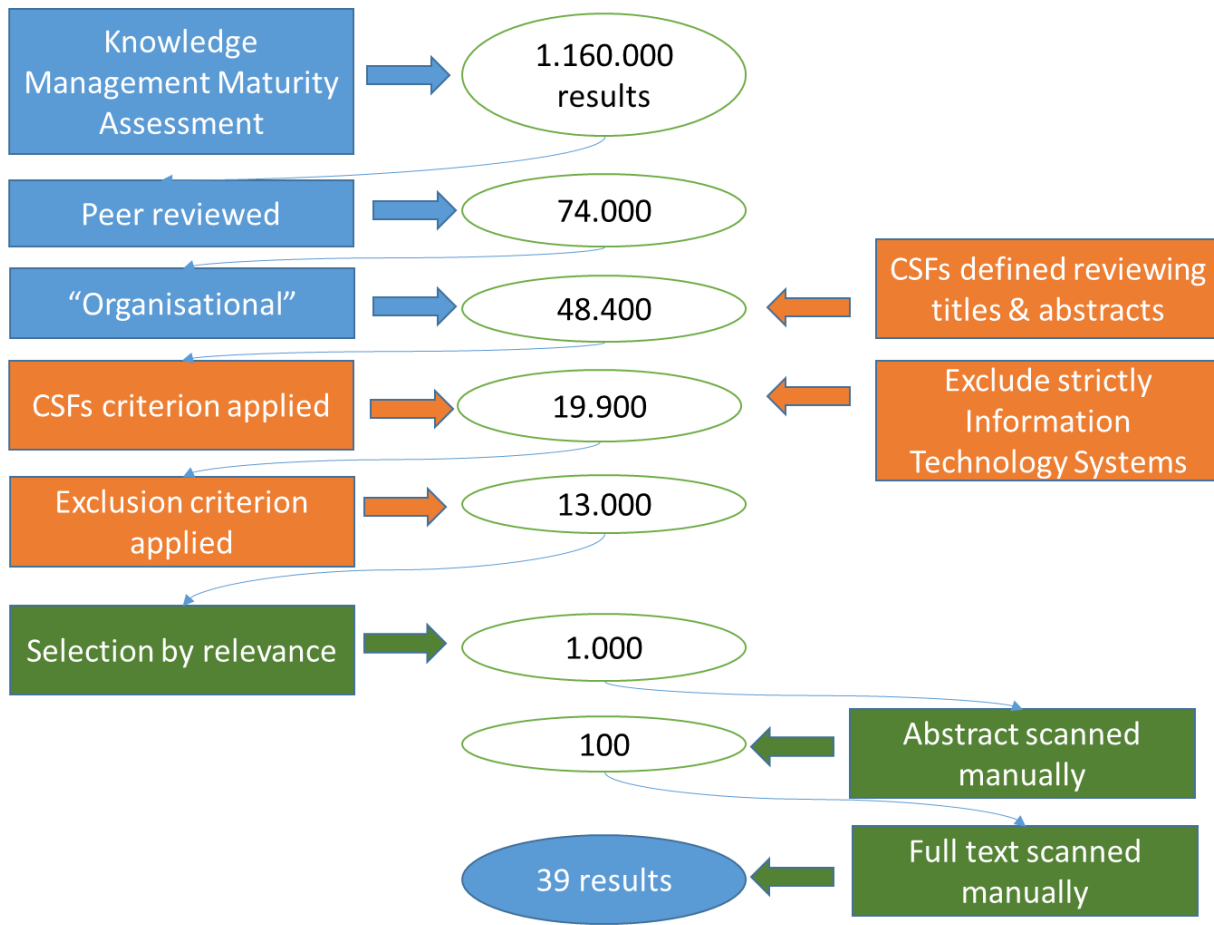 Knowledge
Management Maturity
Assessment
1.160.000
results
Peer reviewed
74.000
“Organisational”
48.400
CSFs defined reviewing
titles & abstracts
CSFs criterion applied
19.900
Exclude strictly
Information
Technology Systems
Exclusion criterion
applied
13.000
Selection by relevance
1.000
100
Abstract scanned
manually
39 results
Full text scanned
manually